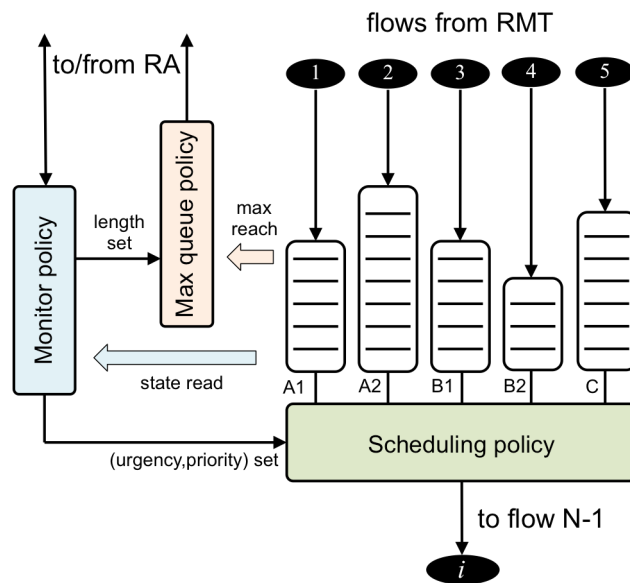 flows from RMT
to/from RA
1 2 3 4 5
Monitor policy
length
set
Max queue policy
max
reach
state read
A1 A2 B1 B2 C
(urgency,priority) set
Scheduling policy
to flow N-1
i